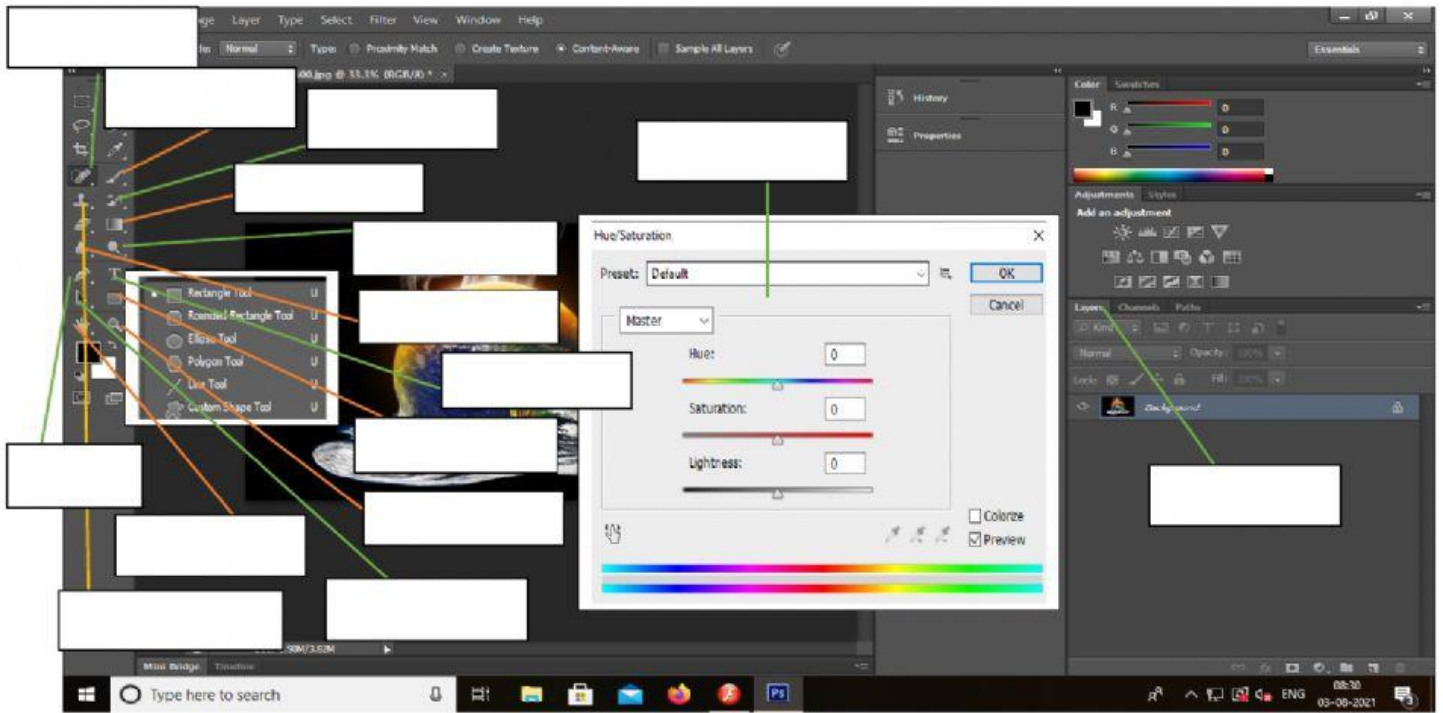 Layer Type Select Filter View Window Help
Normal Type: Proximity Match Create Texture Content-Aware Sample All Layers
Essentials
00.jpg @ 33.3% (RGB/8) * ×
History
Properties
Color Swatches
R 0
G 0
B 0
Adjustments Styles
Add an adjustment
Layers Channels Paths
Kind
Normal Opacity: 100%
Lock: Fill: 100%
Background
Rectangle Tool U
Rounded Rectangle Tool U
Ellipse Tool U
Polygon Tool U
Line Tool U
Custom Shape Tool U
Hue/Saturation
Preset: Default
OK
Cancel
Master
Hue: 0
Saturation: 0
Lightness: 0
Colorize
Preview
Mini Bridge Timeline
Type here to search
Ps
ENG
08:30
03-08-2021